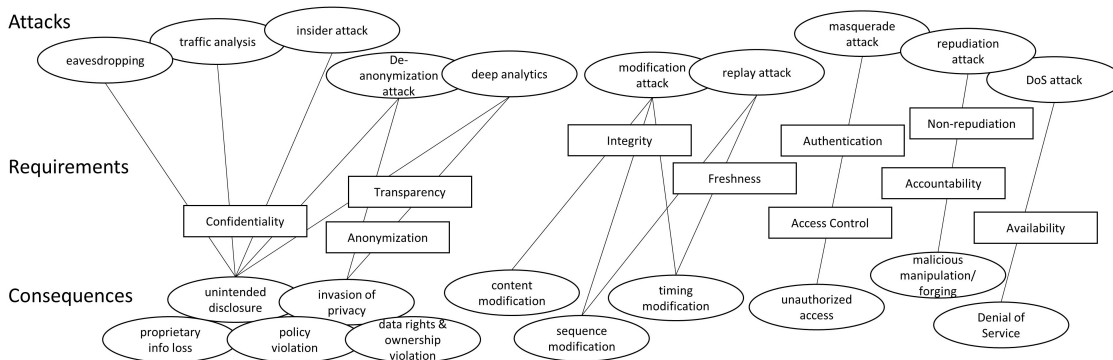 Attacks
eavesdropping
traffic analysis
insider attack
De-
anonymization
attack
deep analytics
modification
attack
replay attack
masquerade
attack
repudiation
attack
DoS attack
Requirements
Confidentiality
Transparency
Anonymization
Integrity
Freshness
Authentication
Access Control
Non-repudiation
Accountability
Availability
Consequences
unintended
disclosure
invasion of
privacy
proprietary
info loss
policy
violation
data rights &
ownership
violation
content
modification
sequence
modification
timing
modification
unauthorized
access
malicious
manipulation/
forging
Denial of
Service